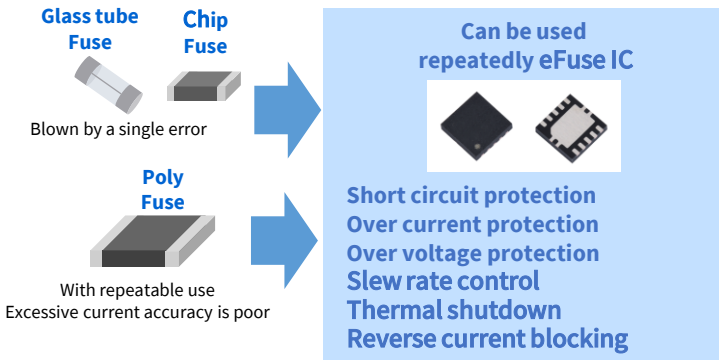 Glass tube
Fuse
Chip
Fuse
Blown by a single error
Poly
Fuse
With repeatable use
Excessive current accuracy is poor
Can be used
repeatedly eFuse IC
Short circuit protection
Over current protection
Over voltage protection
Slew rate control
Thermal shutdown
Reverse current blocking